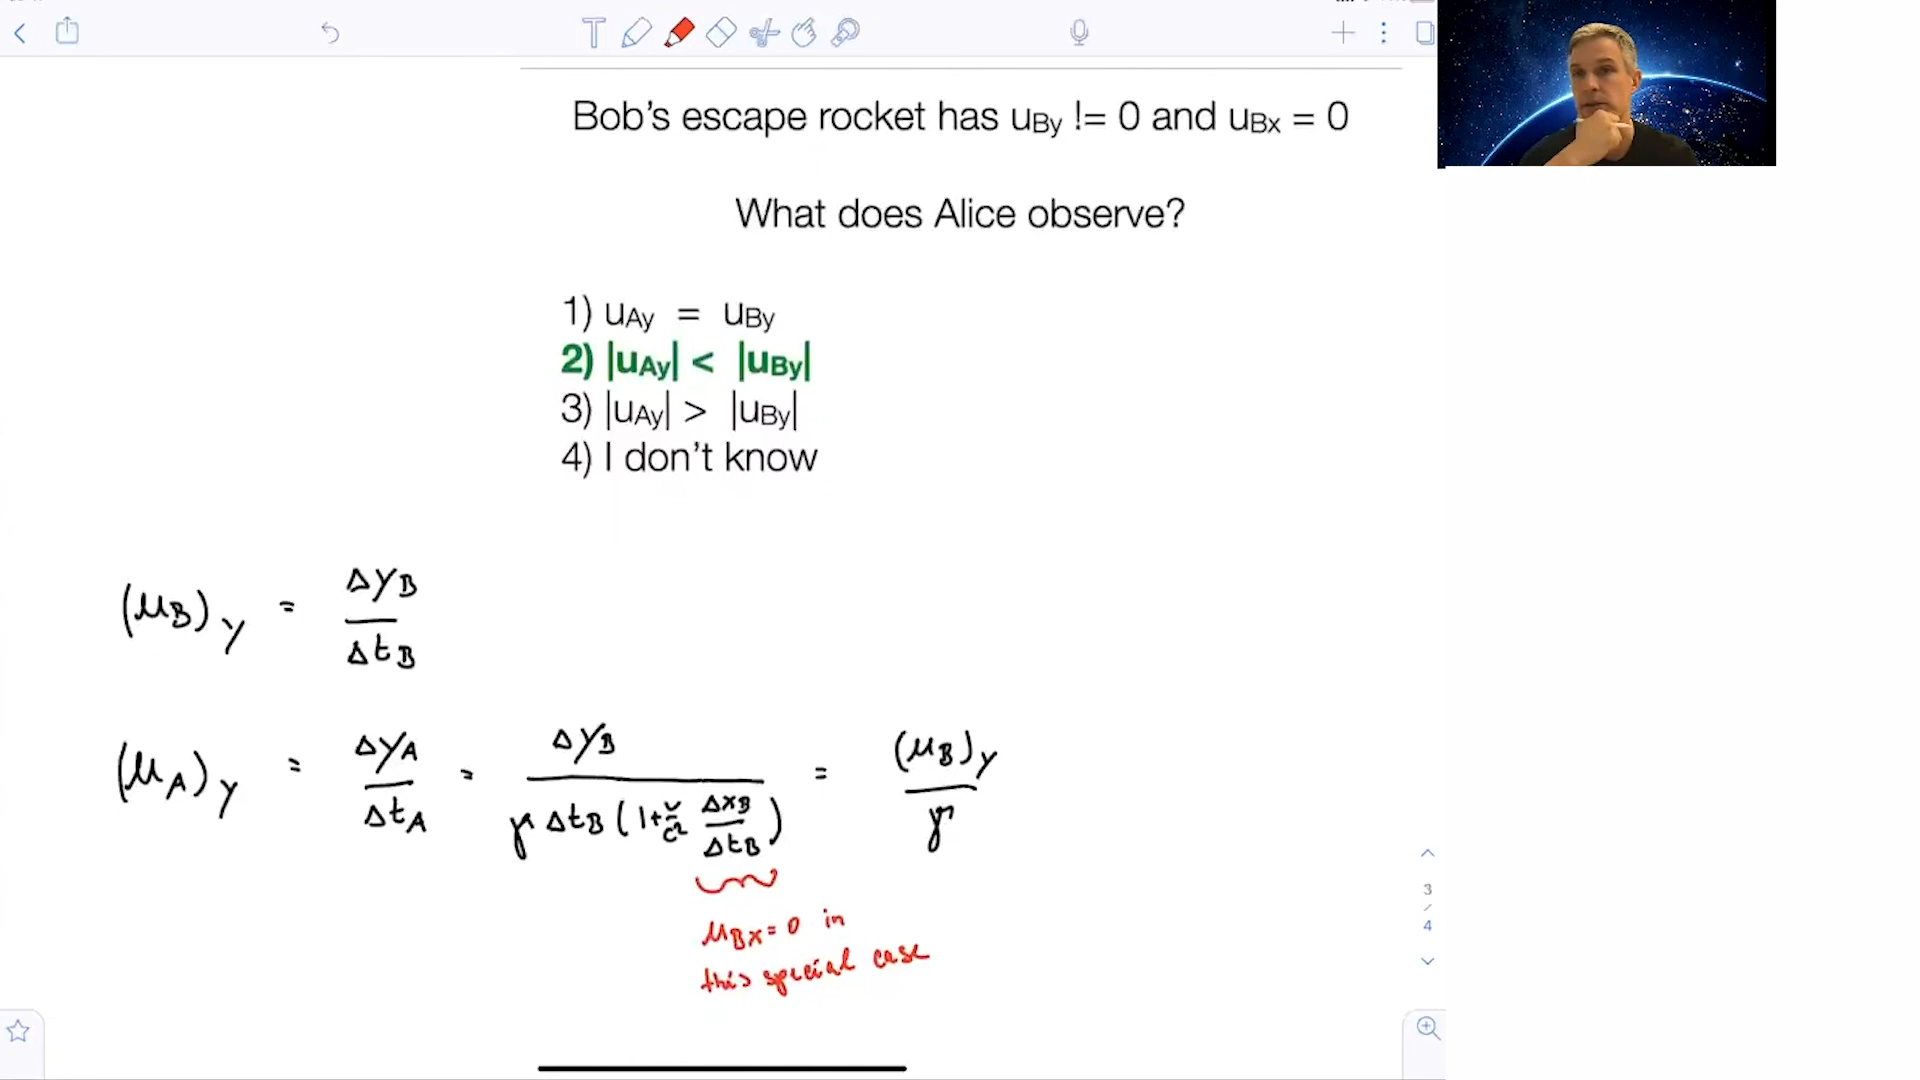 Bob's escape rocket has uBy != 0 and uBx = 0
What does Alice observe?
1) uAy = uBy
2) |uAy| < |uBy|
3) |uAy| > |uBy|
4) I don't know
(uB)y = ΔyB / ΔtB
(uA)y = ΔyA / ΔtA = ΔyB / γ ΔtB (1 + v/c² ΔxB / ΔtB) = (uB)y / γ
uBx = 0 in
this special case
3
/
4